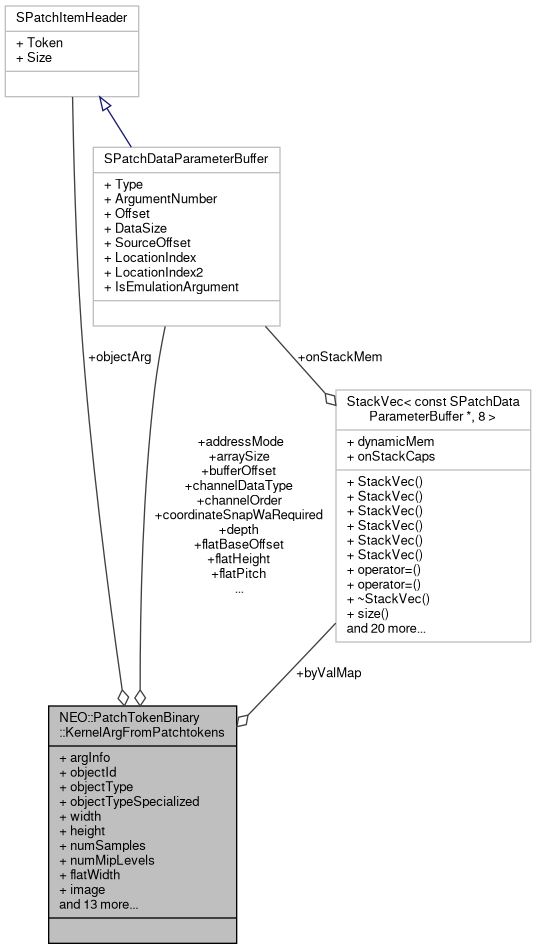 SPatchItemHeader
+ Token
+ Size
SPatchDataParameterBuffer
+ Type
+ ArgumentNumber
+ Offset
+ DataSize
+ SourceOffset
+ LocationIndex
+ LocationIndex2
+ IsEmulationArgument
+objectArg
+onStackMem
StackVec< const SPatchData
ParameterBuffer *, 8 >
+ dynamicMem
+ onStackCaps
+ StackVec()
+ StackVec()
+ StackVec()
+ StackVec()
+ StackVec()
+ StackVec()
+ operator=()
+ operator=()
+ ~StackVec()
+ size()
and 20 more...
+addressMode
+arraySize
+bufferOffset
+channelDataType
+channelOrder
+coordinateSnapWaRequired
+depth
+flatBaseOffset
+flatHeight
+flatPitch
...
+byValMap
NEO::PatchTokenBinary
::KernelArgFromPatchtokens
+ argInfo
+ objectId
+ objectType
+ objectTypeSpecialized
+ width
+ height
+ numSamples
+ numMipLevels
+ flatWidth
+ image
and 13 more...